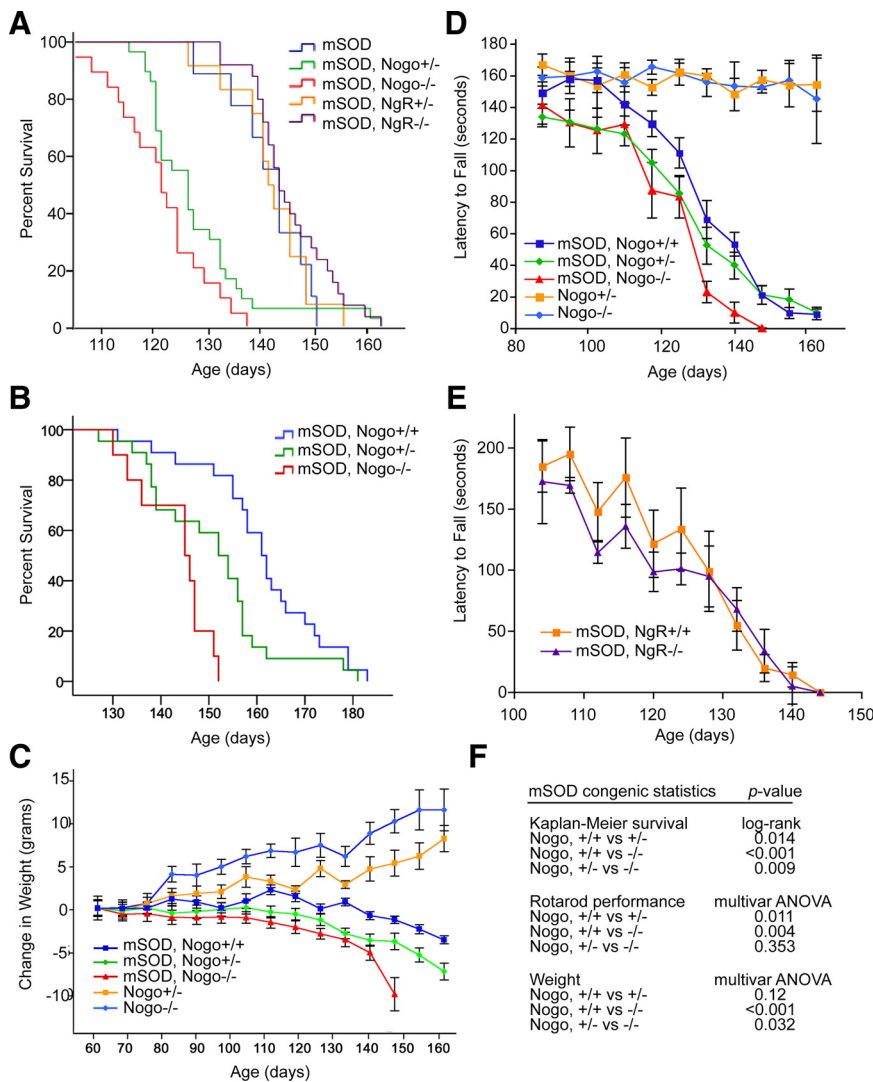 A
100
80
60
40
20
0
Percent Survival
110 120 130 140 150 160
Age (days)
mSOD
mSOD, Nogo+/-
mSOD, Nogo-/-
mSOD, NgR+/-
mSOD, NgR-/-
B
100
80
60
40
20
0
Percent Survival
130 140 150 160 170 180
Age (days)
mSOD, Nogo+/+
mSOD, Nogo+/-
mSOD, Nogo-/-
C
15
10
5
0
-5
-10
Change in Weight (grams)
60 70 80 90 100 110 120 130 140 150 160
Age (days)
mSOD, Nogo+/+
mSOD, Nogo+/-
mSOD, Nogo-/-
Nogo+/-
Nogo-/-
D
180
160
140
120
100
80
60
40
20
0
Latency to Fall (seconds)
80 100 120 140 160
Age (days)
mSOD, Nogo+/+
mSOD, Nogo+/-
mSOD, Nogo-/-
Nogo+/-
Nogo-/-
E
200
150
100
50
0
Latency to Fall (seconds)
100 110 120 130 140 150
Age (days)
mSOD, NgR+/+
mSOD, NgR-/-
F
mSOD congenic statistics p-value
Kaplan-Meier survival log-rank
Nogo, +/+ vs +/- 0.014
Nogo, +/+ vs -/- <0.001
Nogo, +/- vs -/- 0.009
Rotarod performance multivar ANOVA
Nogo, +/+ vs +/- 0.011
Nogo, +/+ vs -/- 0.004
Nogo, +/- vs -/- 0.353
Weight multivar ANOVA
Nogo, +/+ vs +/- 0.12
Nogo, +/+ vs -/- <0.001
Nogo, +/- vs -/- 0.032